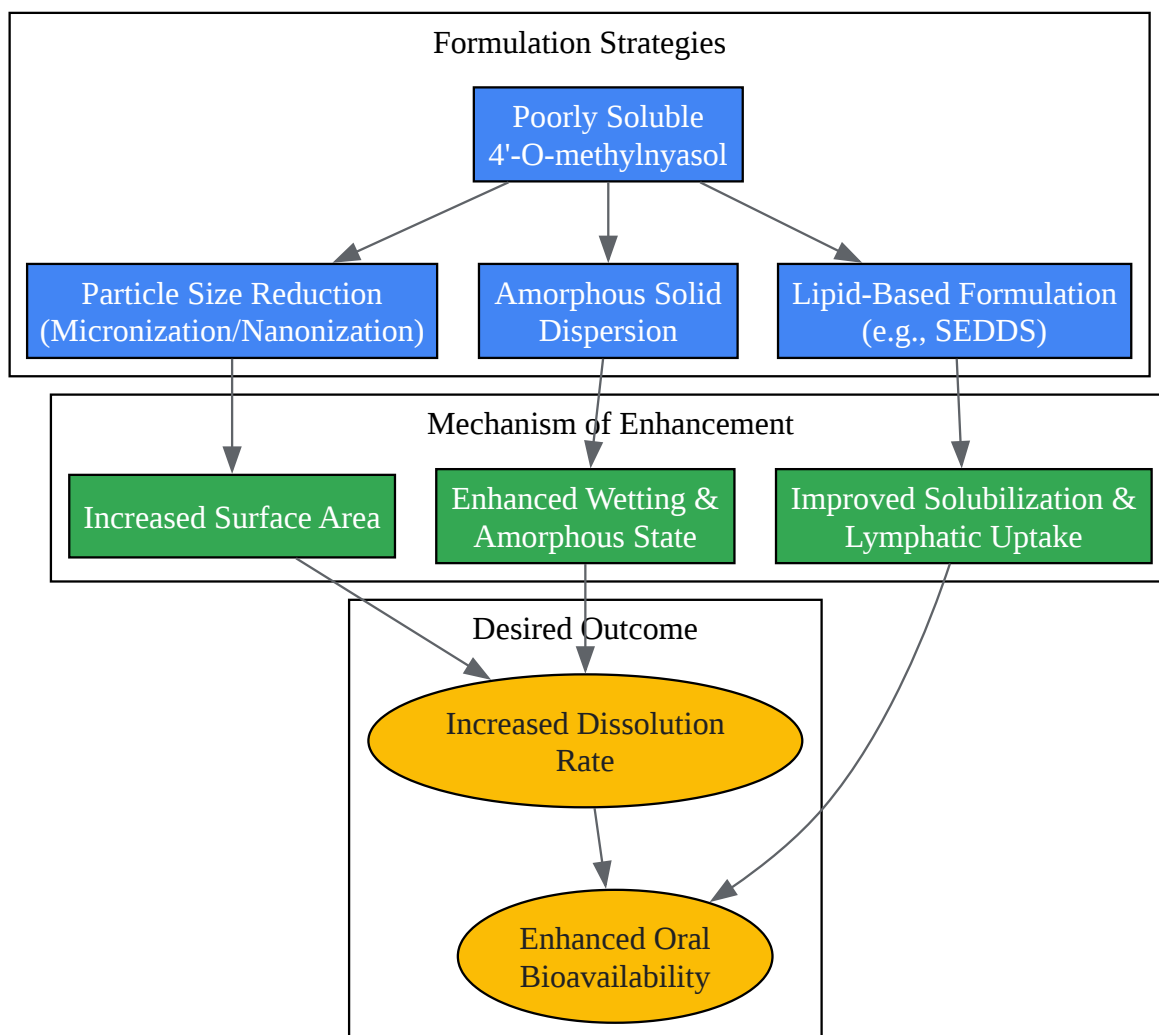 Formulation Strategies
Poorly Soluble
4'-O-methylnyasol
Particle Size Reduction
(Micronization/Nanonization)
Amorphous Solid
Dispersion
Lipid-Based Formulation
(e.g., SEDDS)
Mechanism of Enhancement
Increased Surface Area
Enhanced Wetting &
Amorphous State
Improved Solubilization &
Lymphatic Uptake
Desired Outcome
Increased Dissolution
Rate
Enhanced Oral
Bioavailability